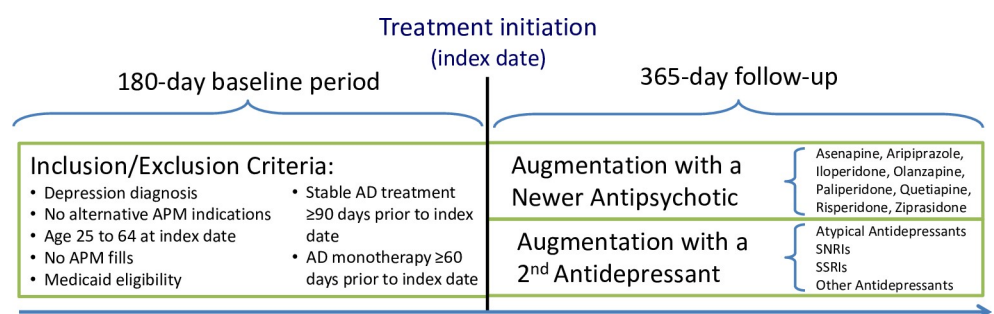 Treatment initiation
(index date)
180-day baseline period
365-day follow-up
Inclusion/Exclusion Criteria:
• Depression diagnosis
• No alternative APM indications
• Age 25 to 64 at index date
• No APM fills
• Medicaid eligibility
• Stable AD treatment
≥90 days prior to index
date
• AD monotherapy ≥60
days prior to index date
Augmentation with a
Newer Antipsychotic
Asenapine, Aripiprazole,
Iloperidone, Olanzapine,
Paliperidone, Quetiapine,
Risperidone, Ziprasidone
Augmentation with a
2nd Antidepressant
Atypical Antidepressants
SNRIs
SSRIs
Other Antidepressants